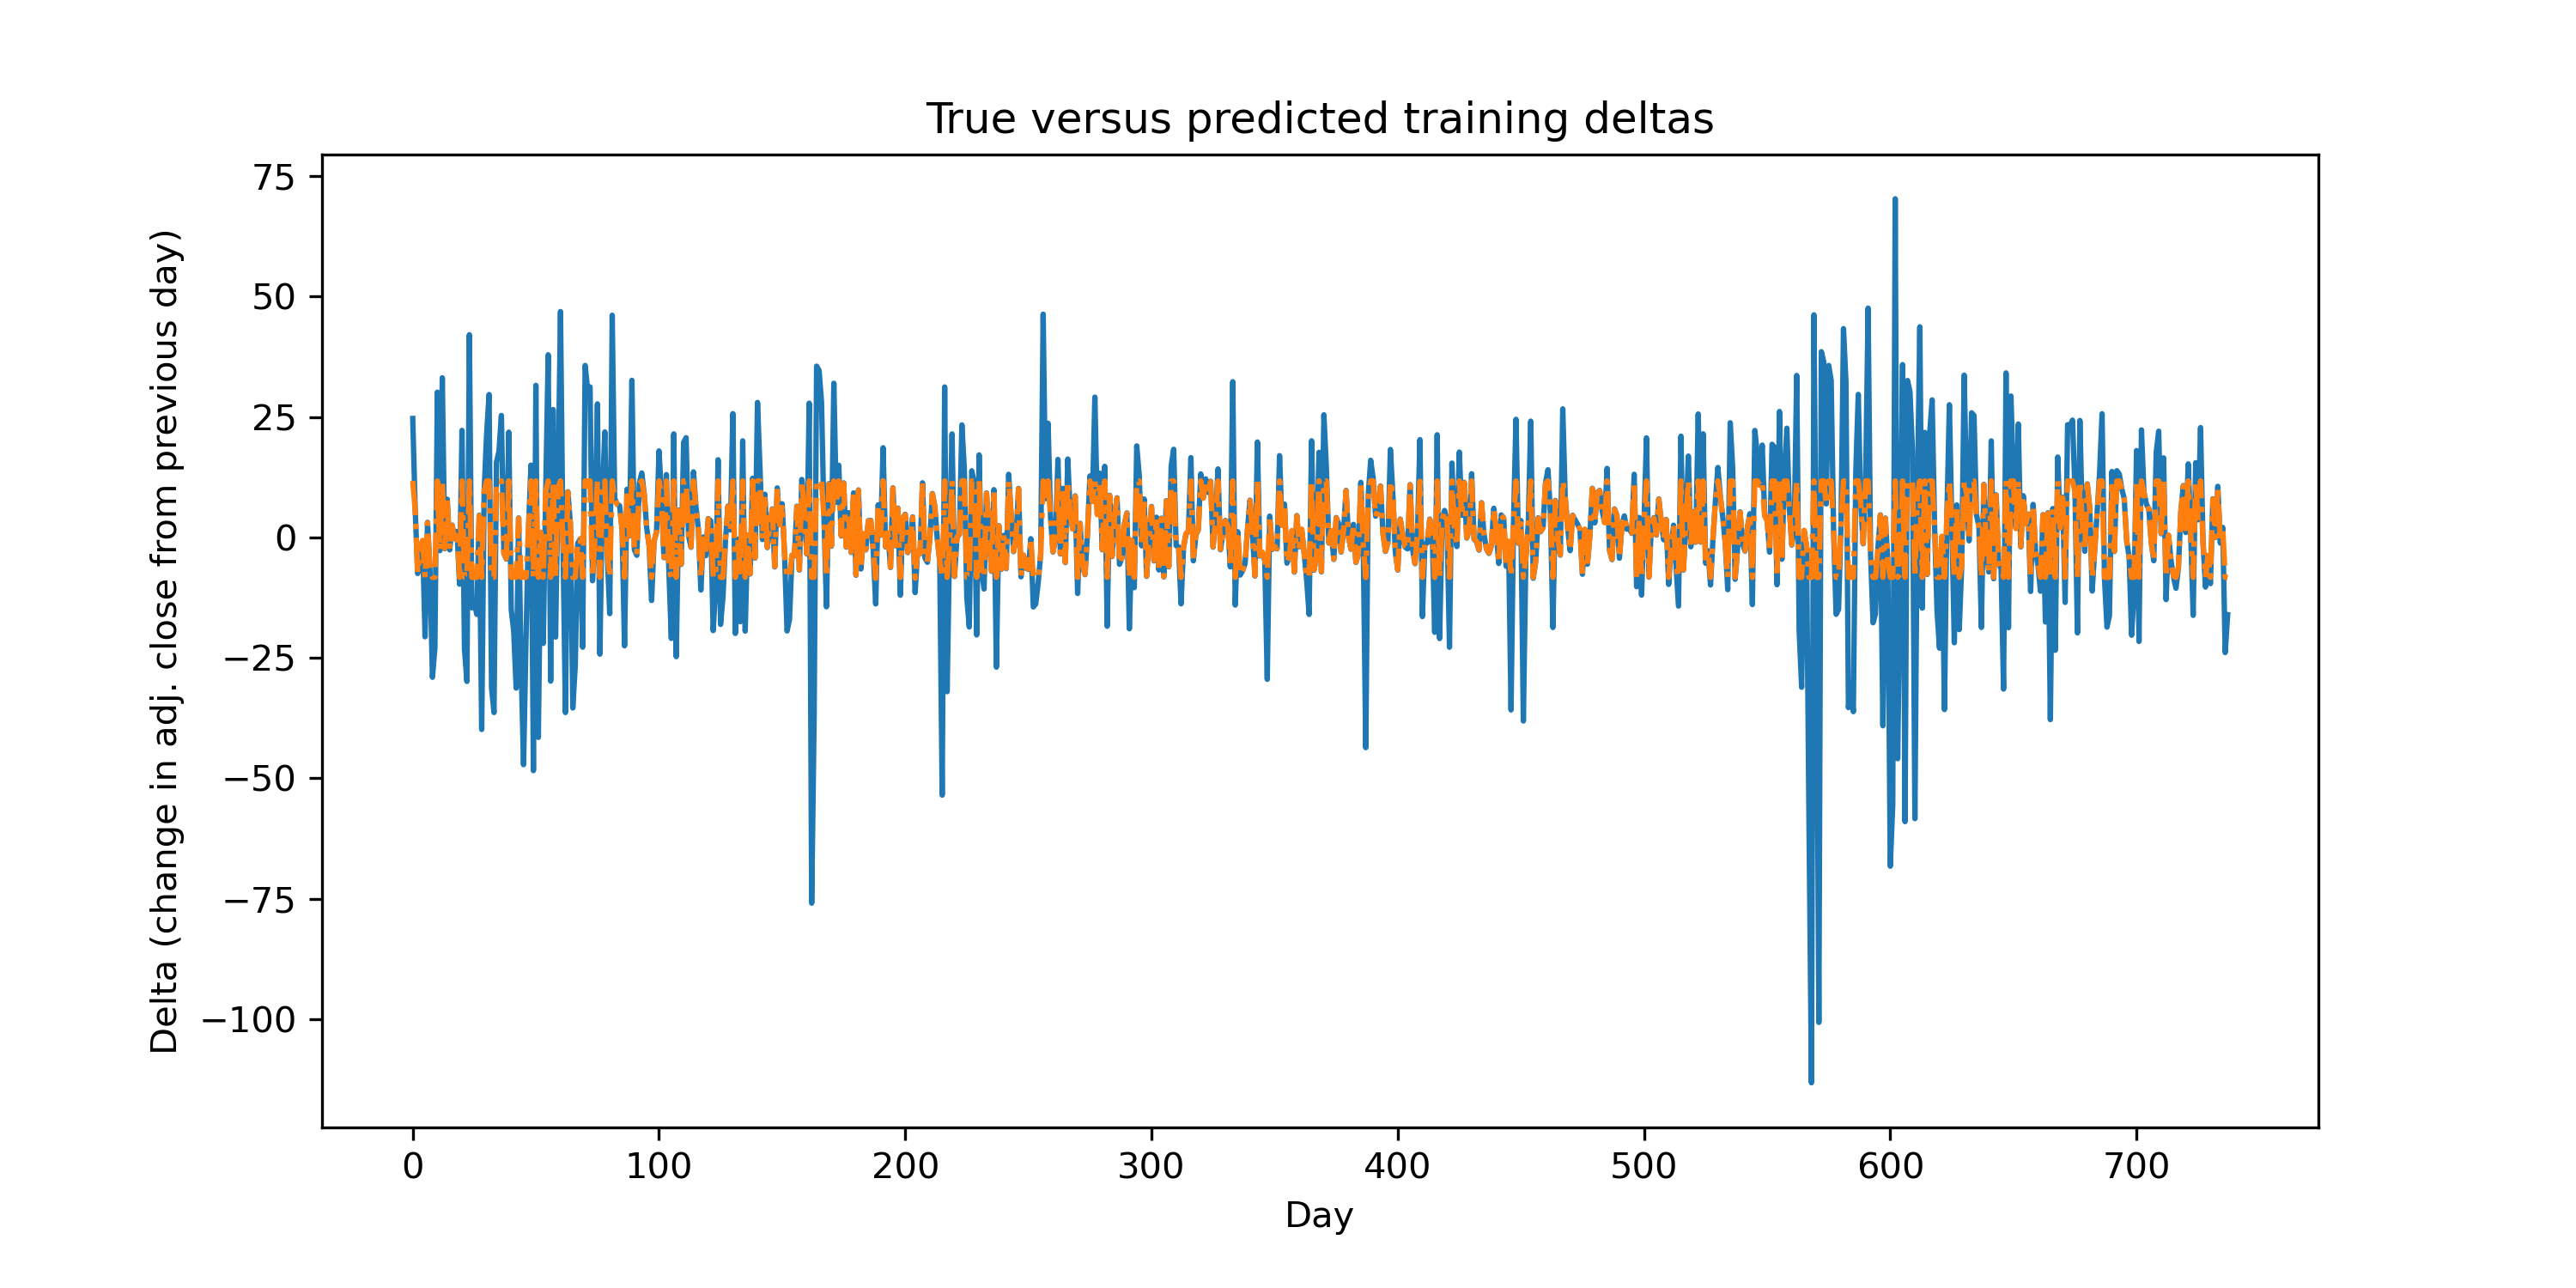 True versus predicted training deltas
Delta (change in adj. close from previous day)
75
50
25
0
−25
−50
−75
−100
0 100 200 300 400 500 600 700
Day